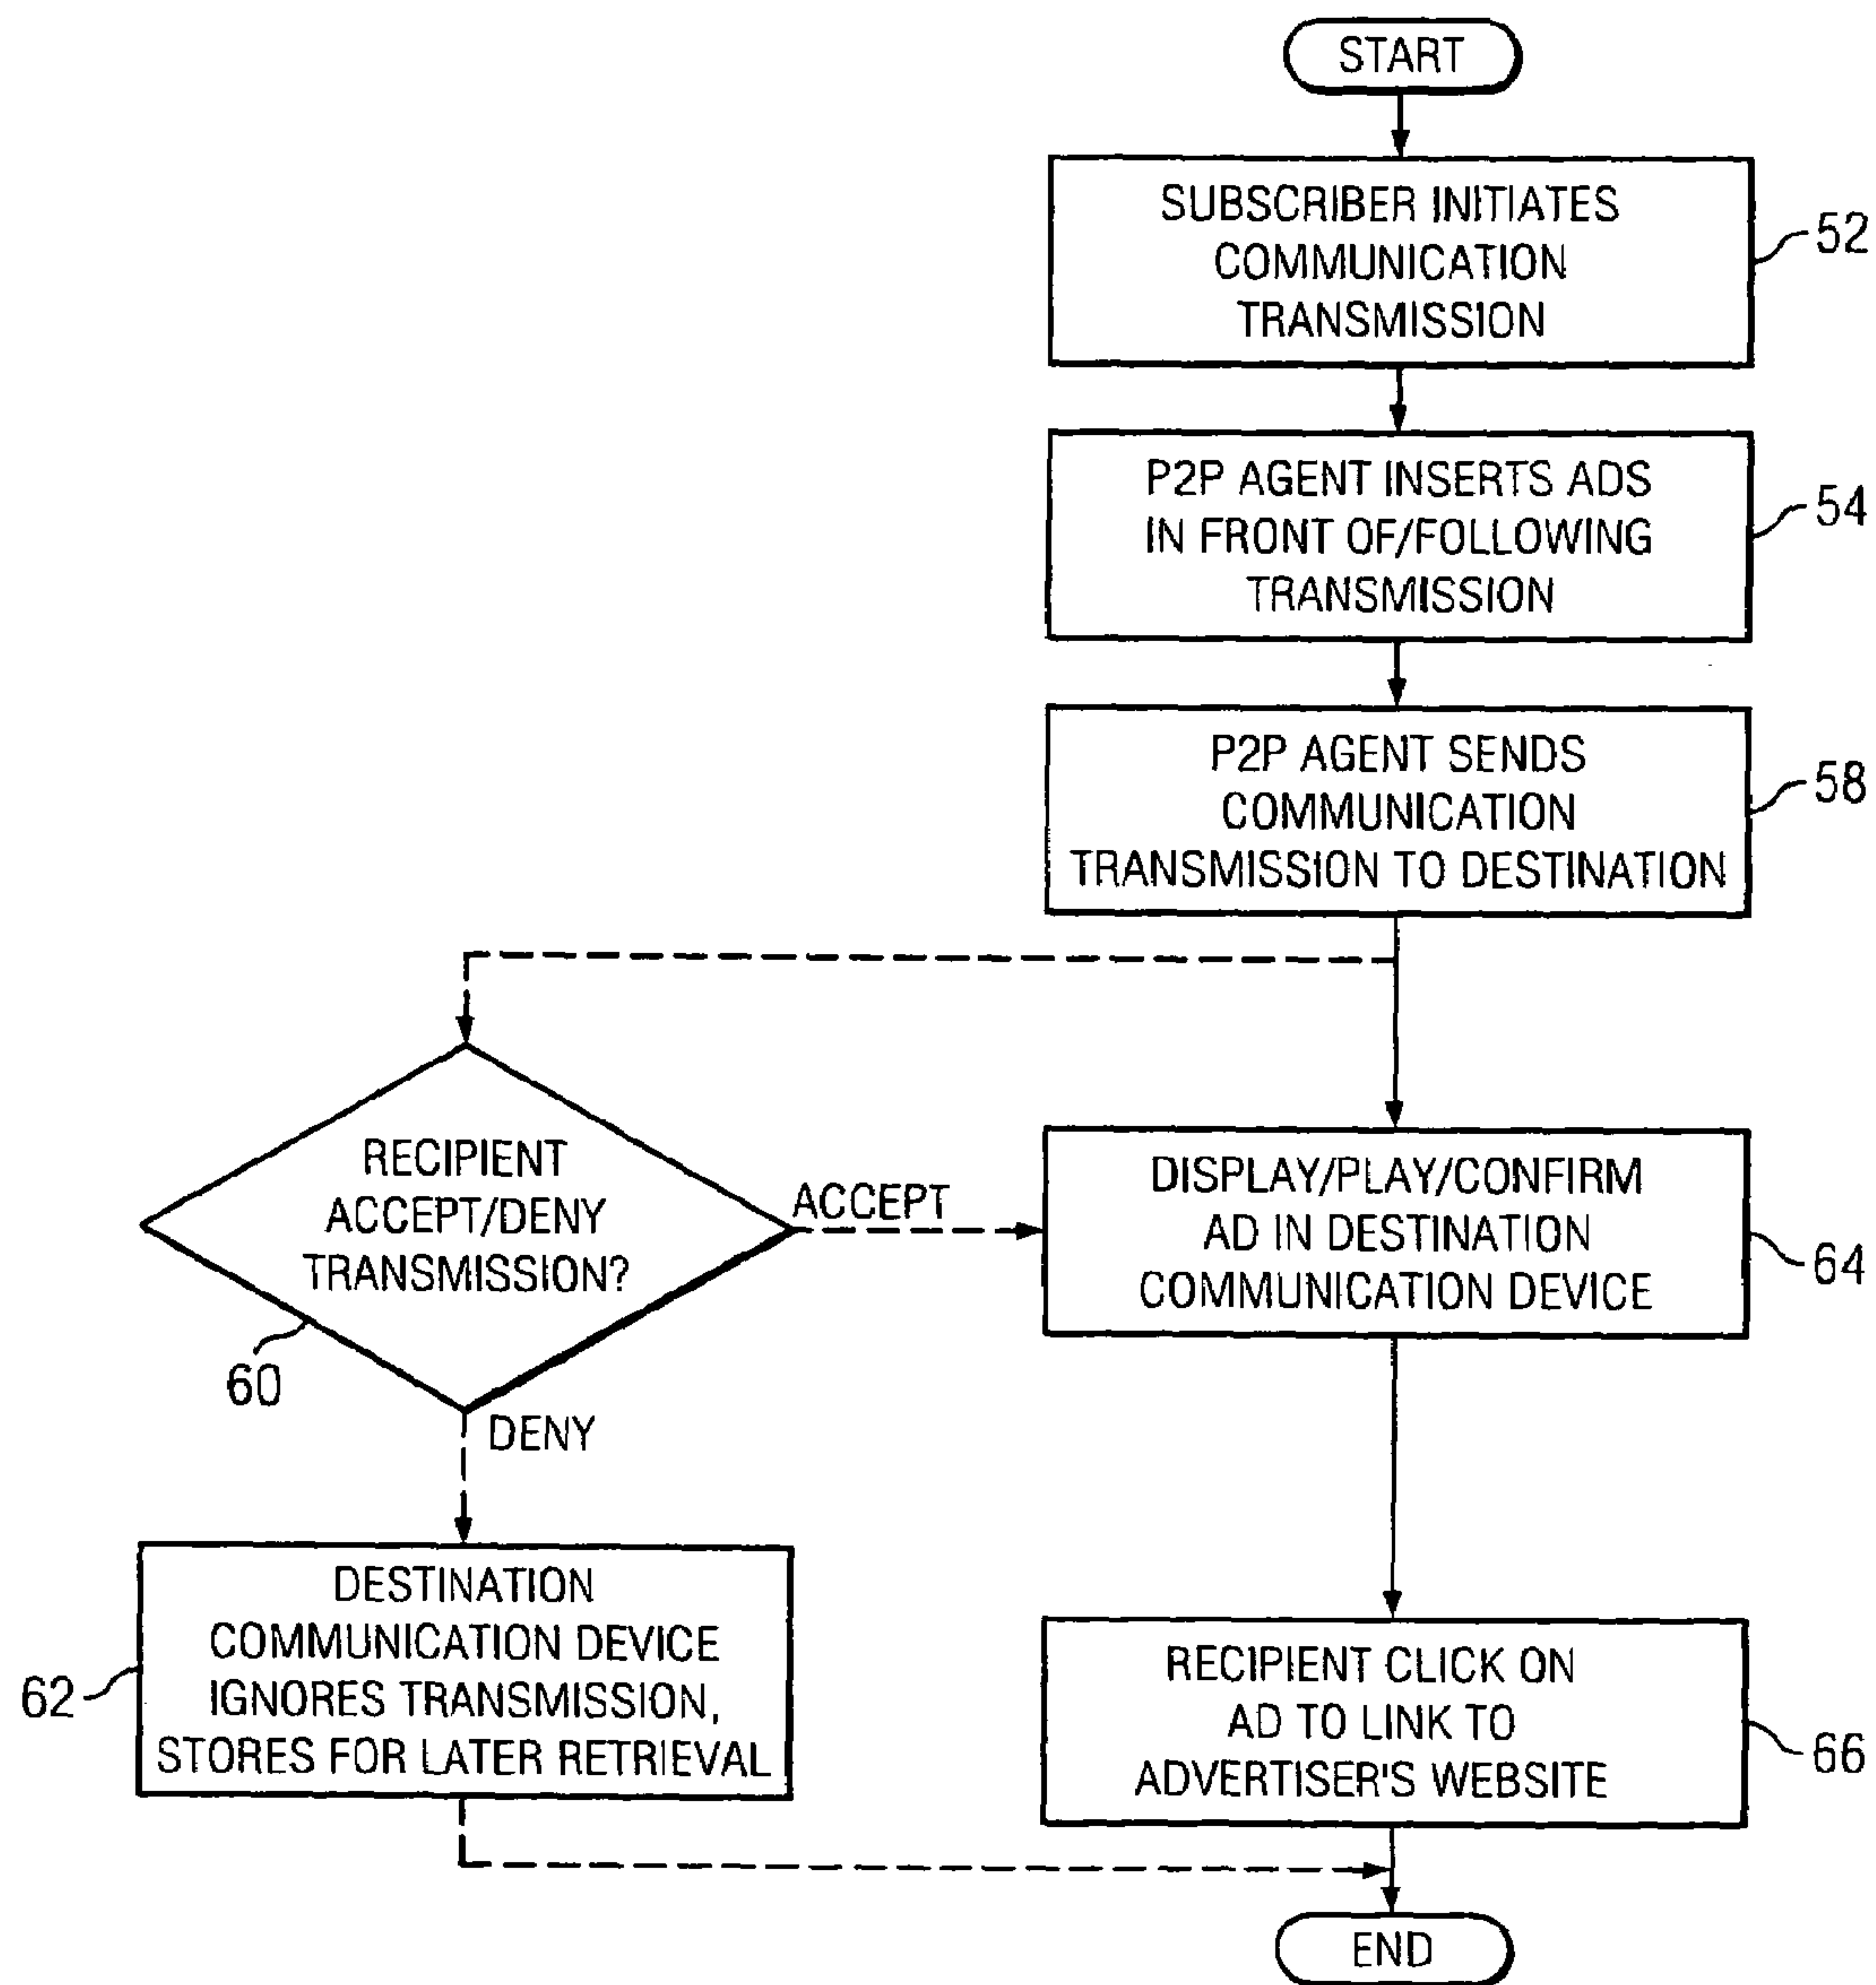 START
SUBSCRIBER INITIATES
COMMUNICATION
TRANSMISSION
52
P2P AGENT INSERTS ADS
IN FRONT OF/FOLLOWING
TRANSMISSION
54
P2P AGENT SENDS
COMMUNICATION
TRANSMISSION TO DESTINATION
58
RECIPIENT
ACCEPT/DENY
TRANSMISSION?
60
ACCEPT
DENY
DISPLAY/PLAY/CONFIRM
AD IN DESTINATION
COMMUNICATION DEVICE
64
DESTINATION
COMMUNICATION DEVICE
IGNORES TRANSMISSION,
STORES FOR LATER RETRIEVAL
62
RECIPIENT CLICK ON
AD TO LINK TO
ADVERTISER'S WEBSITE
66
END